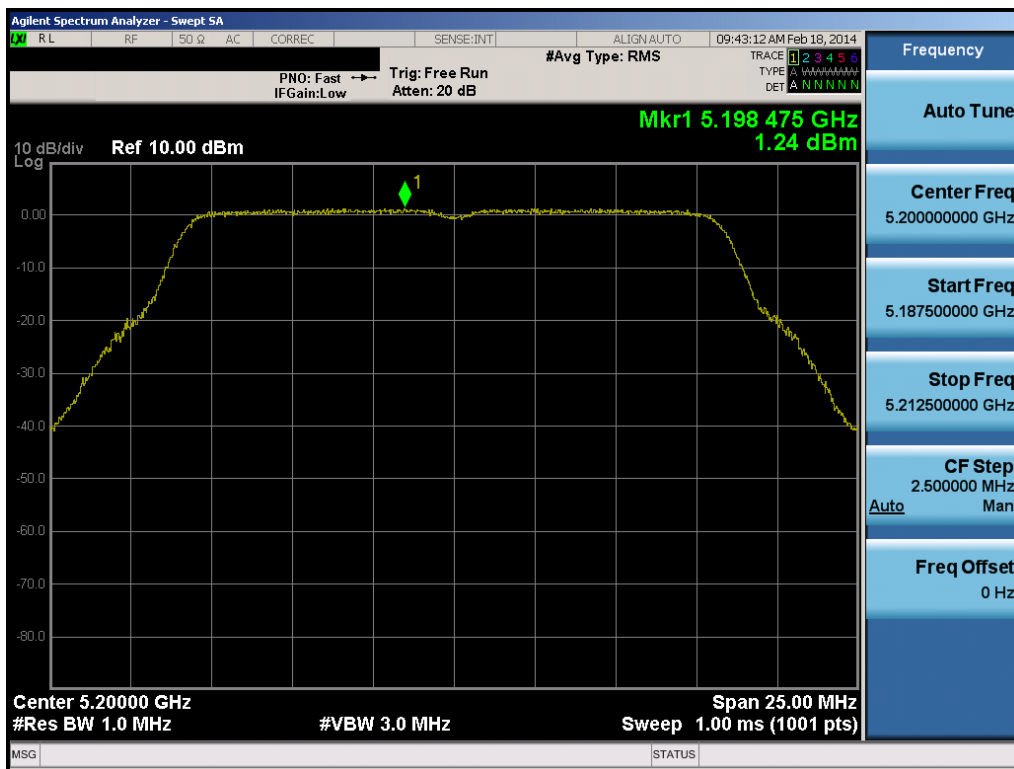 Agilent Spectrum Analyzer - Swept SA
LXI RL RF 50 Ω AC CORREC SENSE:INT ALIGN AUTO 09:43:12 AM Feb 18, 2014
#Avg Type: RMS TRACE 1 2 3 4 5 6
PNO: Fast Trig: Free Run TYPE A WWWWW
IFGain:Low Atten: 20 dB DET A N N N N N
Mkr1 5.198 475 GHz
1.24 dBm
10 dB/div Ref 10.00 dBm
Log
1
0.00
-10.0
-20.0
-30.0
-40.0
-50.0
-60.0
-70.0
-80.0
Center 5.20000 GHz Span 25.00 MHz
#Res BW 1.0 MHz #VBW 3.0 MHz Sweep 1.00 ms (1001 pts)
MSG STATUS
Frequency
Auto Tune
Center Freq
5.200000000 GHz
Start Freq
5.187500000 GHz
Stop Freq
5.212500000 GHz
CF Step
2.500000 MHz
Auto Man
Freq Offset
0 Hz